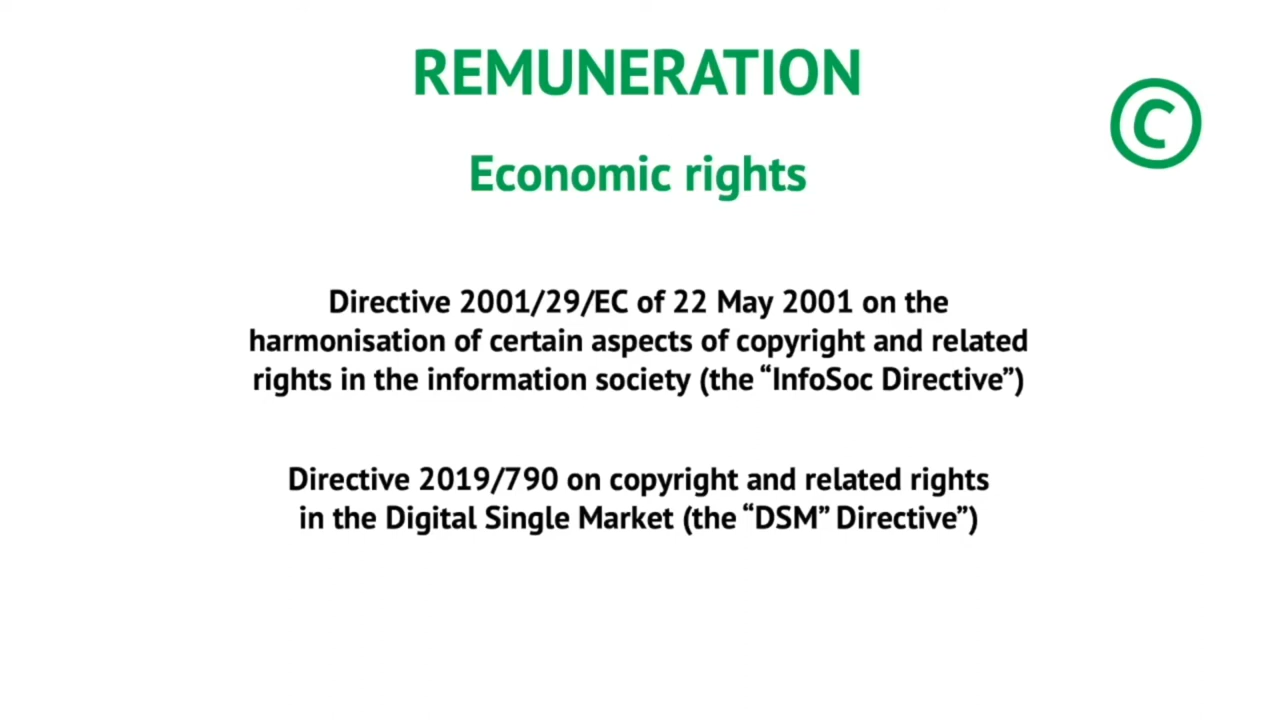 REMUNERATION
©
Economic rights
Directive 2001/29/EC of 22 May 2001 on the
harmonisation of certain aspects of copyright and related
rights in the information society (the “InfoSoc Directive”)
Directive 2019/790 on copyright and related rights
in the Digital Single Market (the “DSM” Directive”)